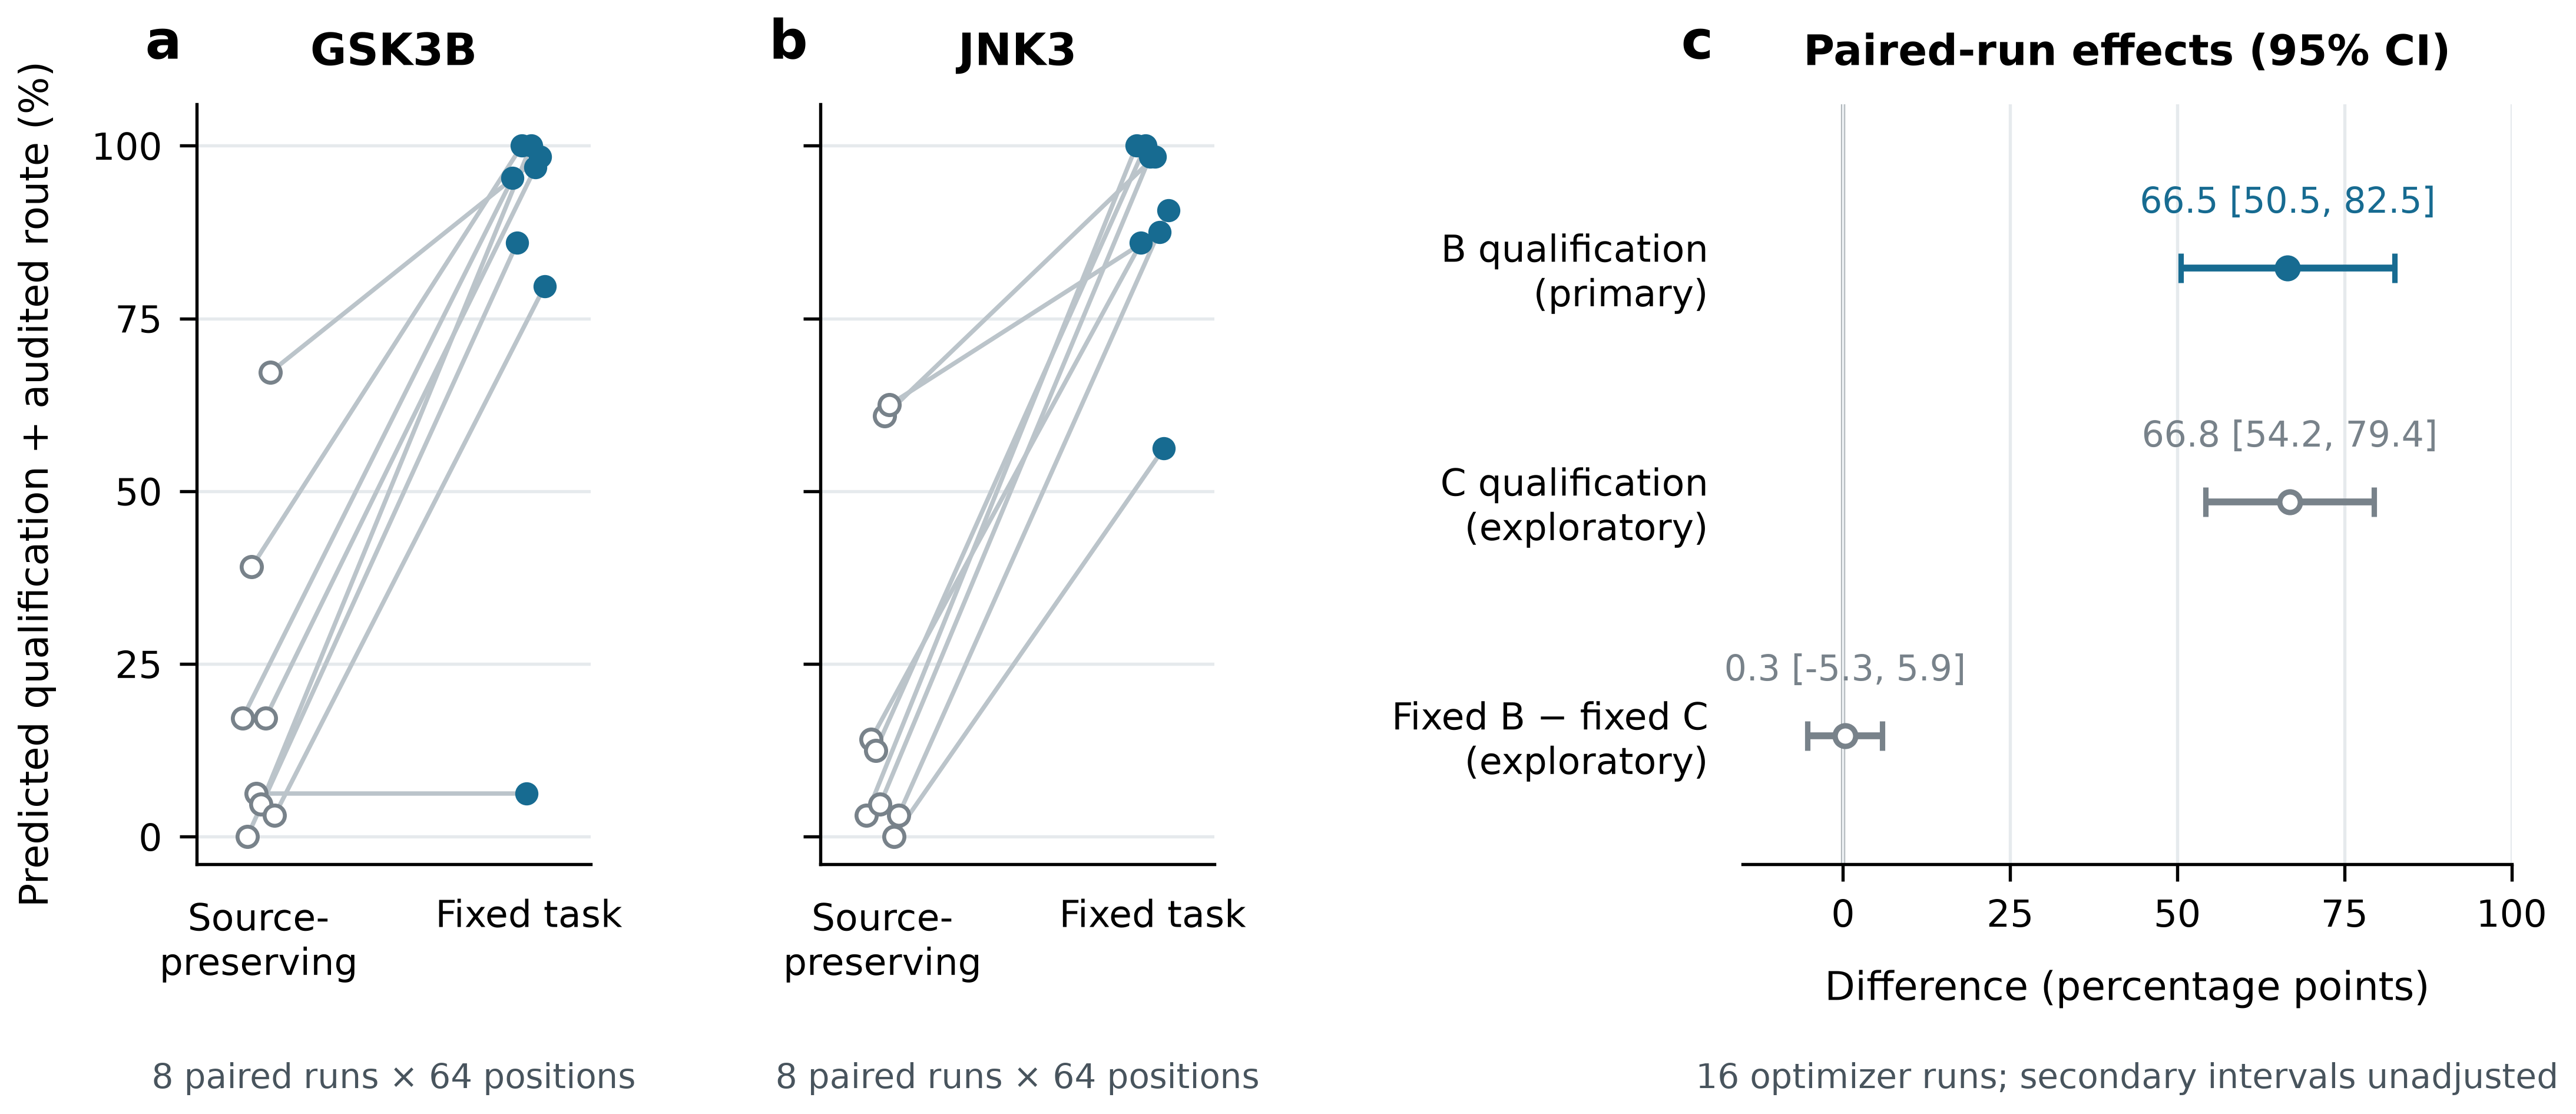 a
GSK3B
Predicted qualification + audited route (%)
100
75
50
25
0
Source-
preserving
Fixed task
8 paired runs × 64 positions
b
JNK3
Source-
preserving
Fixed task
8 paired runs × 64 positions
c
Paired-run effects (95% CI)
B qualification
(primary)
66.5 [50.5, 82.5]
C qualification
(exploratory)
66.8 [54.2, 79.4]
Fixed B − fixed C
(exploratory)
0.3 [-5.3, 5.9]
0
25
50
75
100
Difference (percentage points)
16 optimizer runs; secondary intervals unadjusted